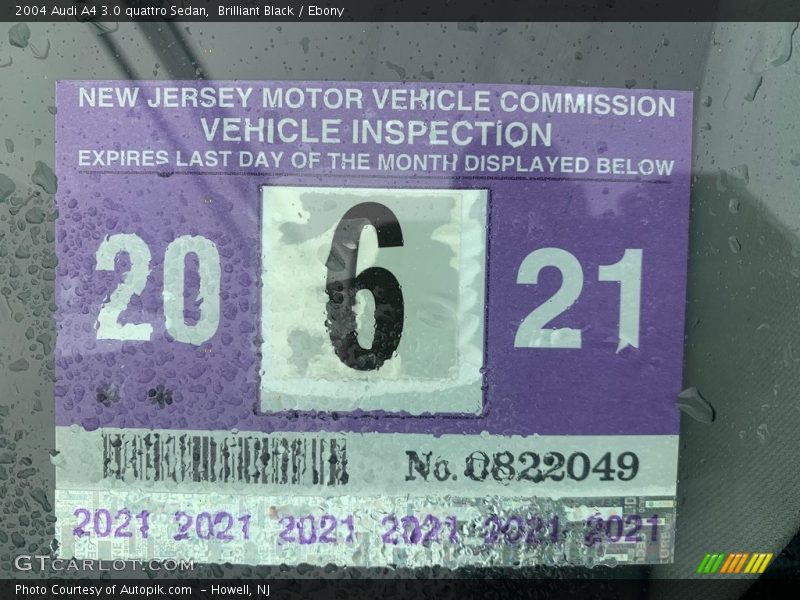 2004 Audi A4 3.0 quattro Sedan, Brilliant Black / Ebony
NEW JERSEY MOTOR VEHICLE COMMISSION
VEHICLE INSPECTION
EXPIRES LAST DAY OF THE MONTH DISPLAYED BELOW
20 6 21
No. 0822049
2021 2021 2021 2021 2021 2021
GTCARLOT.COM
Photo Courtesy of Autopik.com - Howell, NJ